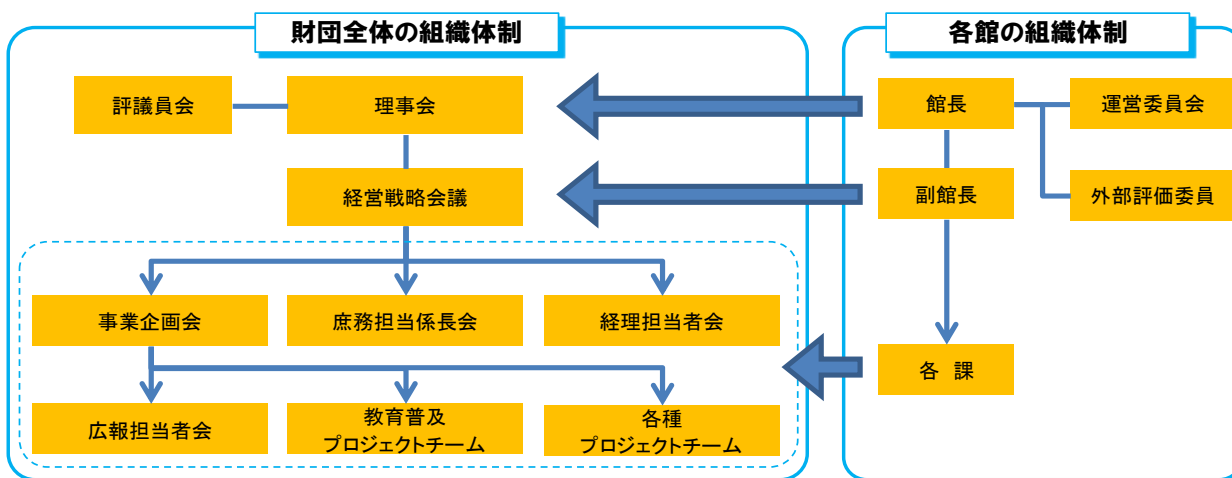 財団全体の組織体制
各館の組織体制
評議員会
理事会
館長
運営委員会
経営戦略会議
副館長
外部評価委員
事業企画会
庶務担当係長会
経理担当者会
各 課
広報担当者会
教育普及
プロジェクトチーム
各種
プロジェクトチーム